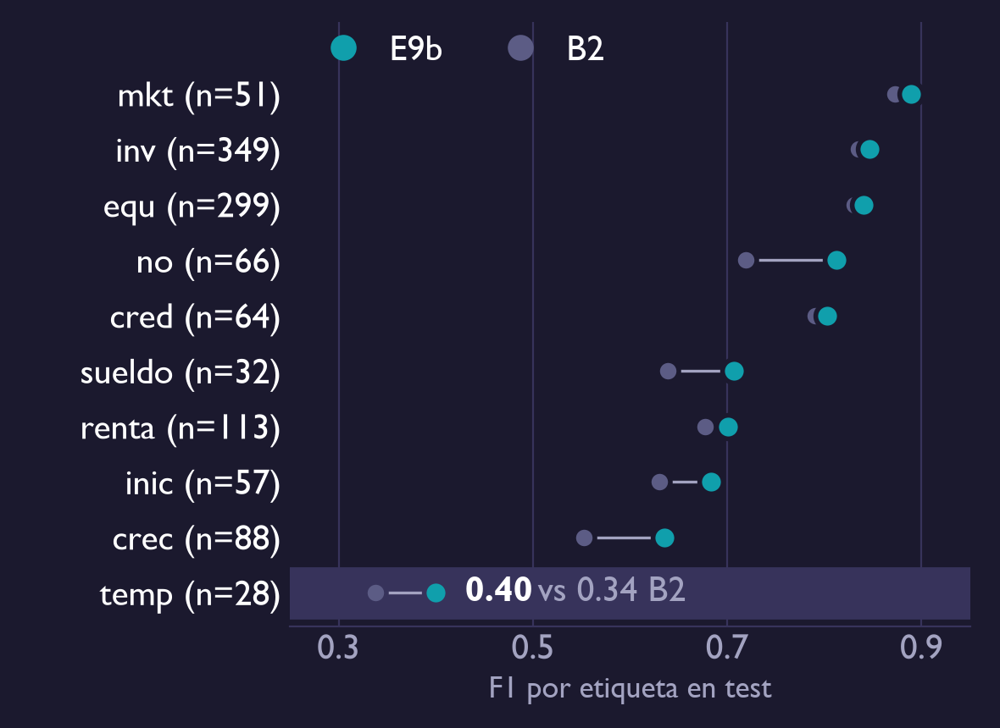 E9b B2
mkt (n=51)
inv (n=349)
equ (n=299)
no (n=66)
cred (n=64)
sueldo (n=32)
renta (n=113)
inic (n=57)
crec (n=88)
temp (n=28) 0.40 vs 0.34 B2
0.3 0.5 0.7 0.9
F1 por etiqueta en test